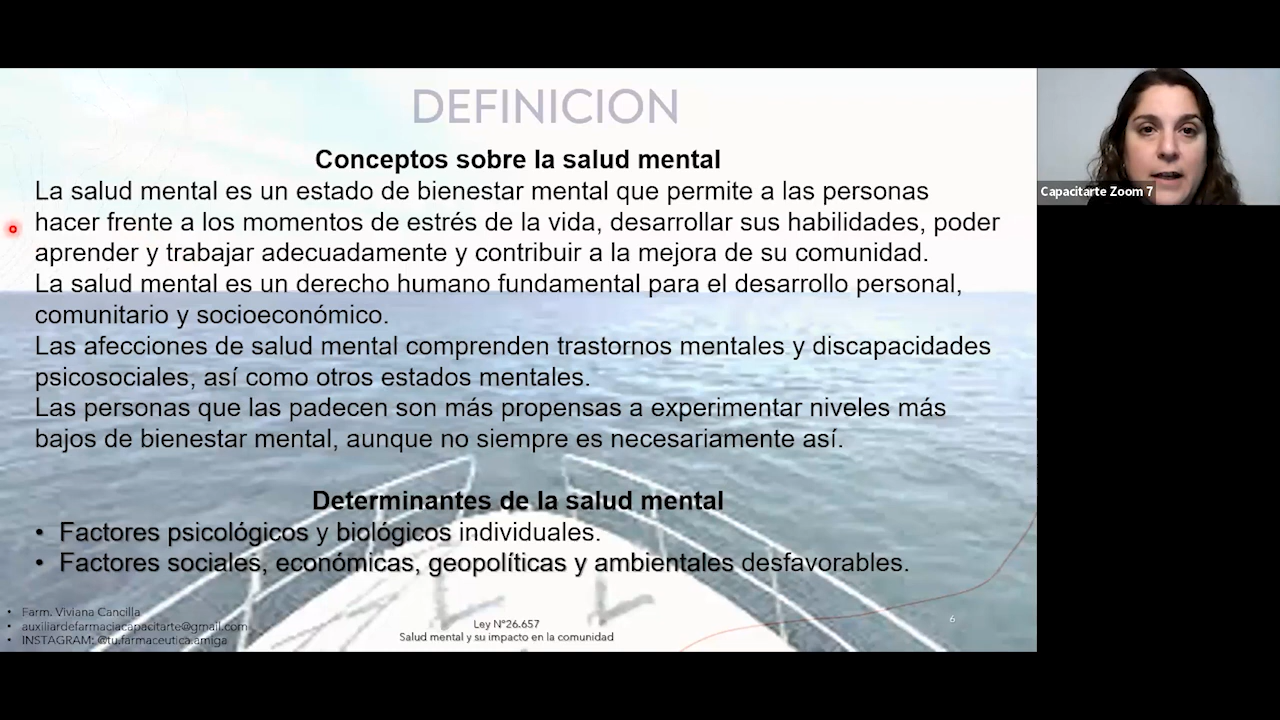 DEFINICION
Conceptos sobre la salud mental
La salud mental es un estado de bienestar mental que permite a las personas
hacer frente a los momentos de estrés de la vida, desarrollar sus habilidades, poder
aprender y trabajar adecuadamente y contribuir a la mejora de su comunidad.
La salud mental es un derecho humano fundamental para el desarrollo personal,
comunitario y socioeconómico.
Las afecciones de salud mental comprenden trastornos mentales y discapacidades
psicosociales, así como otros estados mentales.
Las personas que las padecen son más propensas a experimentar niveles más
bajos de bienestar mental, aunque no siempre es necesariamente así.
Determinantes de la salud mental
• Factores psicológicos y biológicos individuales.
• Factores sociales, económicas, geopolíticas y ambientales desfavorables.
• Farm. Viviana Cancilla
• auxiliardefarmaciacapacitarte@gmail.com
• INSTAGRAM: @tu.farmaceutica.amiga
Ley N°26.657
Salud mental y su impacto en la comunidad
6
Capacitarte Zoom 7